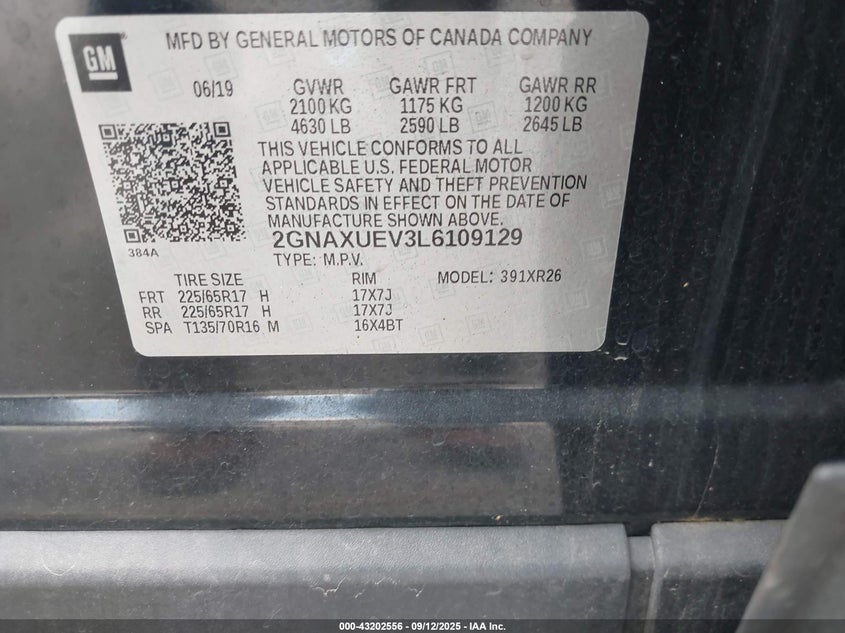 GM
MFD BY GENERAL MOTORS OF CANADA COMPANY
06/19 GVWR GAWR FRT GAWR RR
2100 KG 1175 KG 1200 KG
4630 LB 2590 LB 2645 LB
THIS VEHICLE CONFORMS TO ALL
APPLICABLE U.S. FEDERAL MOTOR
VEHICLE SAFETY AND THEFT PREVENTION
STANDARDS IN EFFECT ON THE DATE OF
MANUFACTURE SHOWN ABOVE.
2GNAXUEV3L6109129
384A
TYPE: M.P.V.
TIRE SIZE RIM MODEL: 391XR26
FRT 225/65R17 H 17X7J
RR 225/65R17 H 17X7J
SPA T135/70R16 M 16X4BT
000-43202556 - 09/12/2025 - IAA Inc.